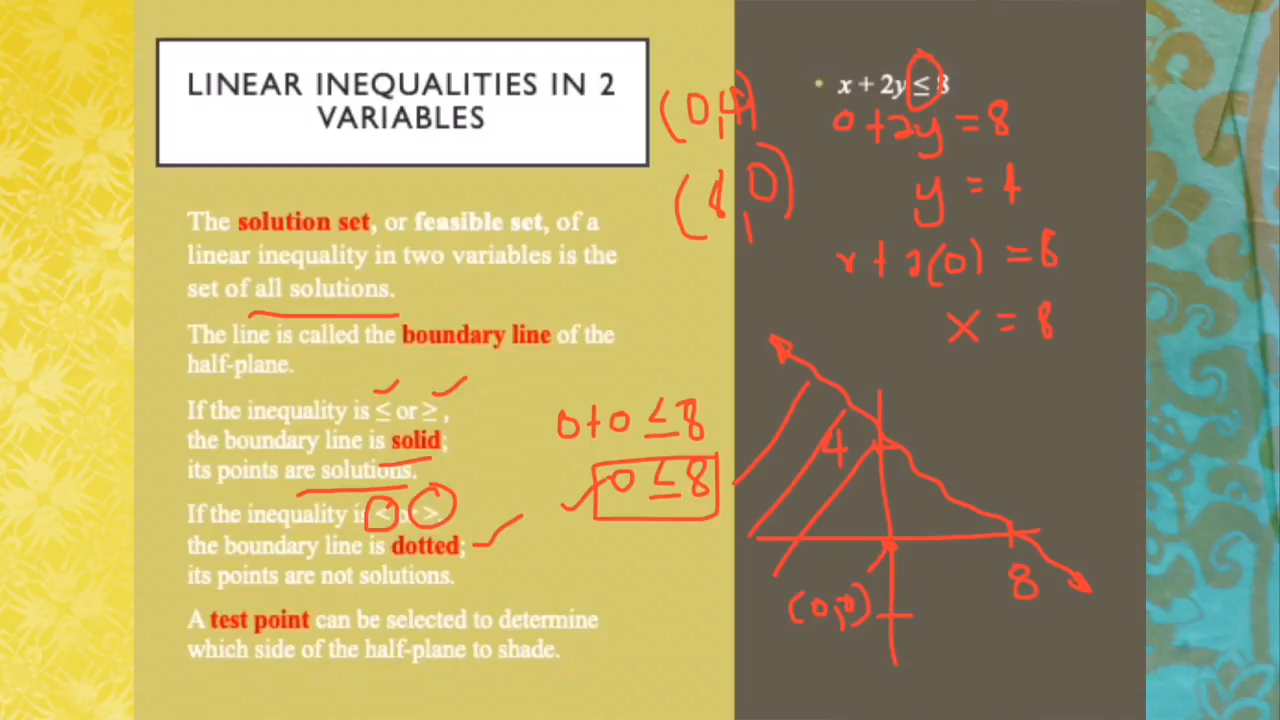 LINEAR INEQUALITIES IN 2
VARIABLES
The solution set, or feasible set, of a
linear inequality in two variables is the
set of all solutions.
The line is called the boundary line of the
half-plane.
If the inequality is ≤ or ≥ ,
the boundary line is solid;
its points are solutions.
If the inequality is < or >,
the boundary line is dotted;
its points are not solutions.
A test point can be selected to determine
which side of the half-plane to shade.
• x + 2y ≤ 8
0 + 2y = 8
y = 4
x + 2(0) = 8
x = 8
(0,4)
(8,0)
0+0 ≤ 8
0 ≤ 8
4
8
(0,0)